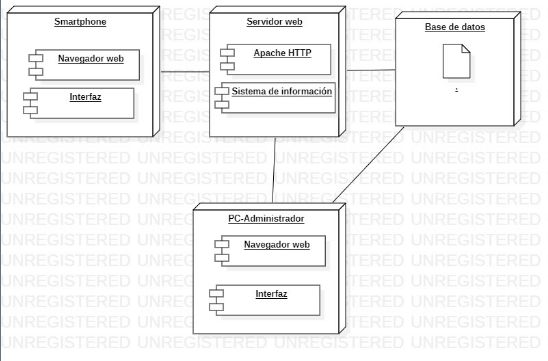 Smartphone
Navegador web
Interfaz
Servidor web
Apache HTTP
Sistema de información
Base de datos
.
PC-Administrador
Navegador web
Interfaz
UNREGISTERED UNREGISTERED UNREGISTERED UNREGISTERED